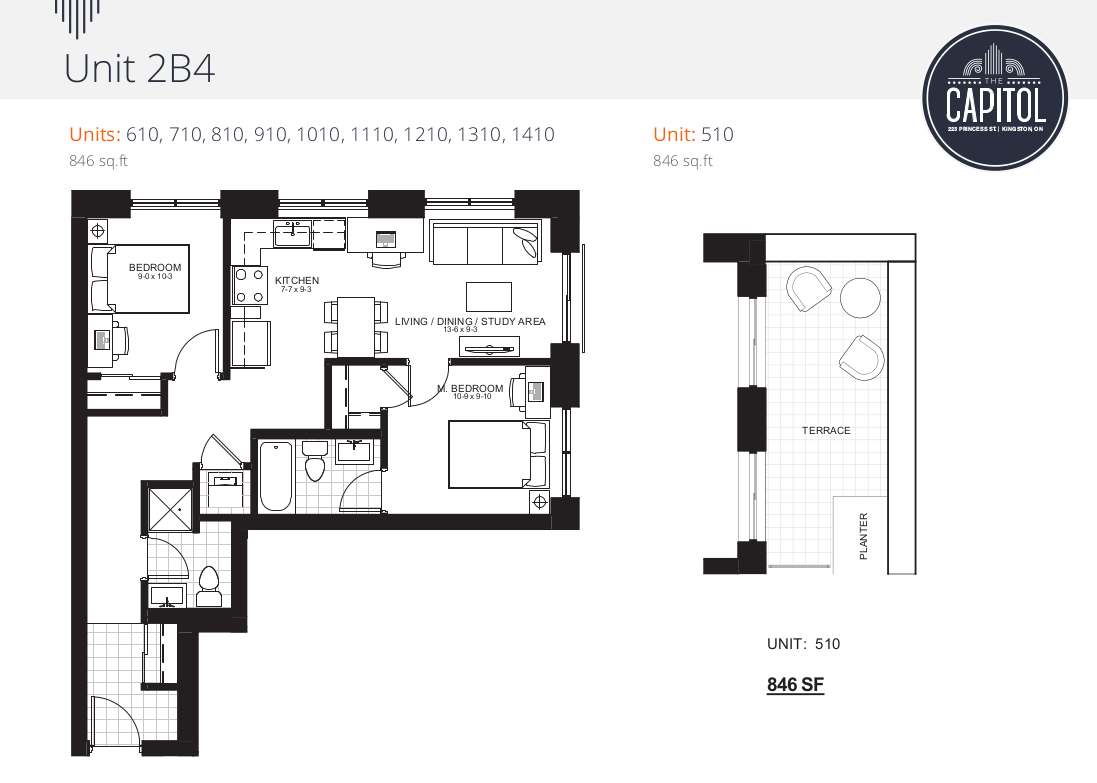 Unit 2B4
THE
CAPITOL
223 PRINCESS ST. | KINGSTON, ON
Units: 610, 710, 810, 910, 1010, 1110, 1210, 1310, 1410
846 sq.ft
Unit: 510
846 sq.ft
BEDROOM
9-0 x 10-3
KITCHEN
7-7 x 9-3
LIVING / DINING / STUDY AREA
13-6 x 9-3
M. BEDROOM
10-9 x 9-10
TERRACE
PLANTER
UNIT: 510
846 SF